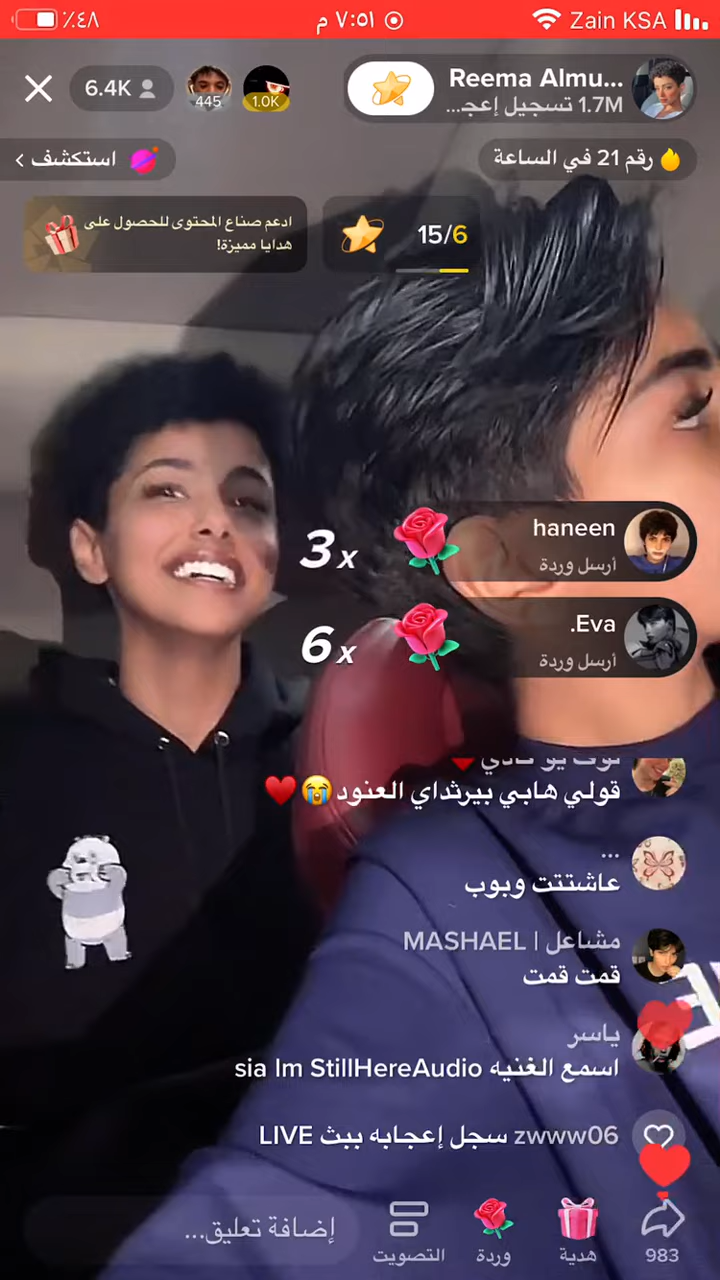 ٪٤٨
٧:٥١ م
Zain KSA
6.4K
445
1.0K
Reema Almu...
1.7M تسجيل إعجـ...
استكشف
رقم 21 في الساعة
ادعم صناع المحتوى للحصول على
هدايا مميزة!
15/6
haneen
أرسل وردة
3x
Eva.
أرسل وردة
6x
قولي هابي بيرثداي العنود😭♥️
...
عاشتتت وبوب
MASHAEL | مشاعل
قمت قمت
ياسر
اسمع الغنيه sia Im StillHereAudio
zwww06 سجل إعجابه ببث LIVE
إضافة تعليق...
التصويت
وردة
هدية
983